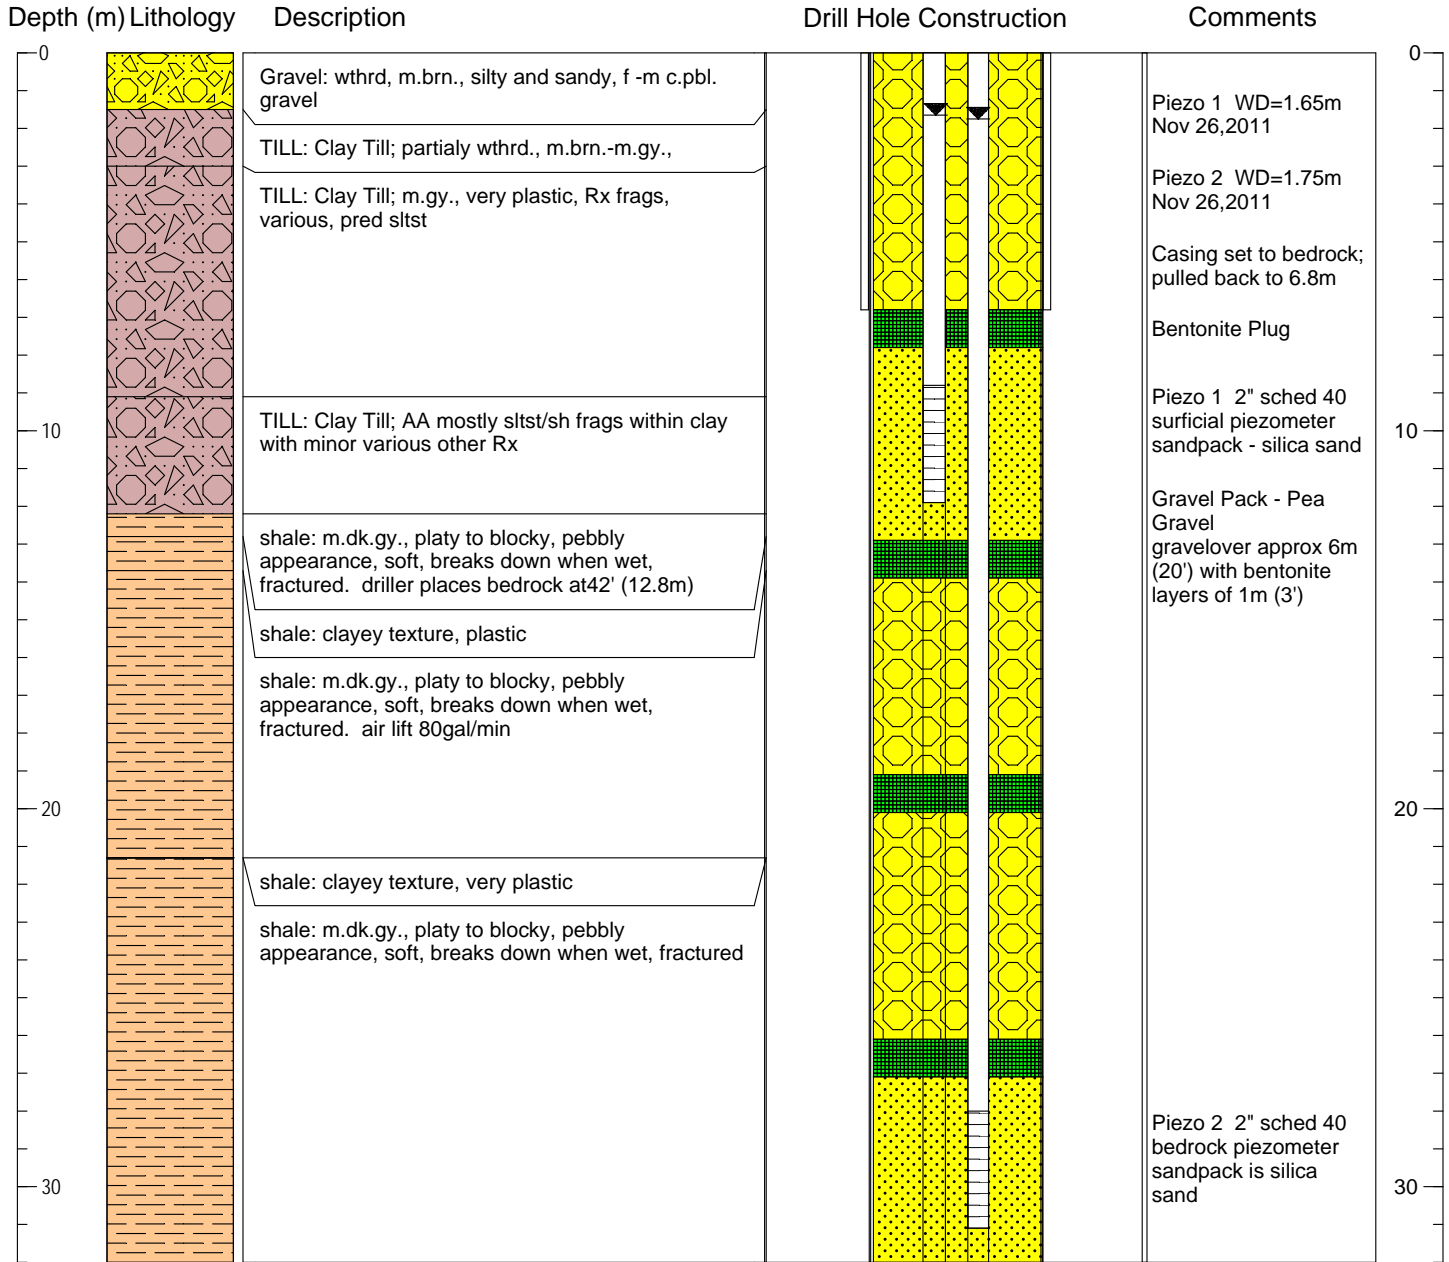 Depth (m) Lithology Description Drill Hole Construction Comments
0
10
20
30
Gravel: wthrd, m.brn., silty and sandy, f -m c.pbl.
gravel
TILL: Clay Till; partialy wthrd., m.brn.-m.gy.,
TILL: Clay Till; m.gy., very plastic, Rx frags,
various, pred sltst
TILL: Clay Till; AA mostly sltst/sh frags within clay
with minor various other Rx
shale: m.dk.gy., platy to blocky, pebbly
appearance, soft, breaks down when wet,
fractured. driller places bedrock at42' (12.8m)
shale: clayey texture, plastic
shale: m.dk.gy., platy to blocky, pebbly
appearance, soft, breaks down when wet,
fractured. air lift 80gal/min
shale: clayey texture, very plastic
shale: m.dk.gy., platy to blocky, pebbly
appearance, soft, breaks down when wet, fractured
Piezo 1 WD=1.65m
Nov 26,2011
Piezo 2 WD=1.75m
Nov 26,2011
Casing set to bedrock;
pulled back to 6.8m
Bentonite Plug
Piezo 1 2" sched 40
surficial piezometer
sandpack - silica sand
Gravel Pack - Pea
Gravel
gravelover approx 6m
(20') with bentonite
layers of 1m (3')
Piezo 2 2" sched 40
bedrock piezometer
sandpack is silica
sand
0
10
20
30